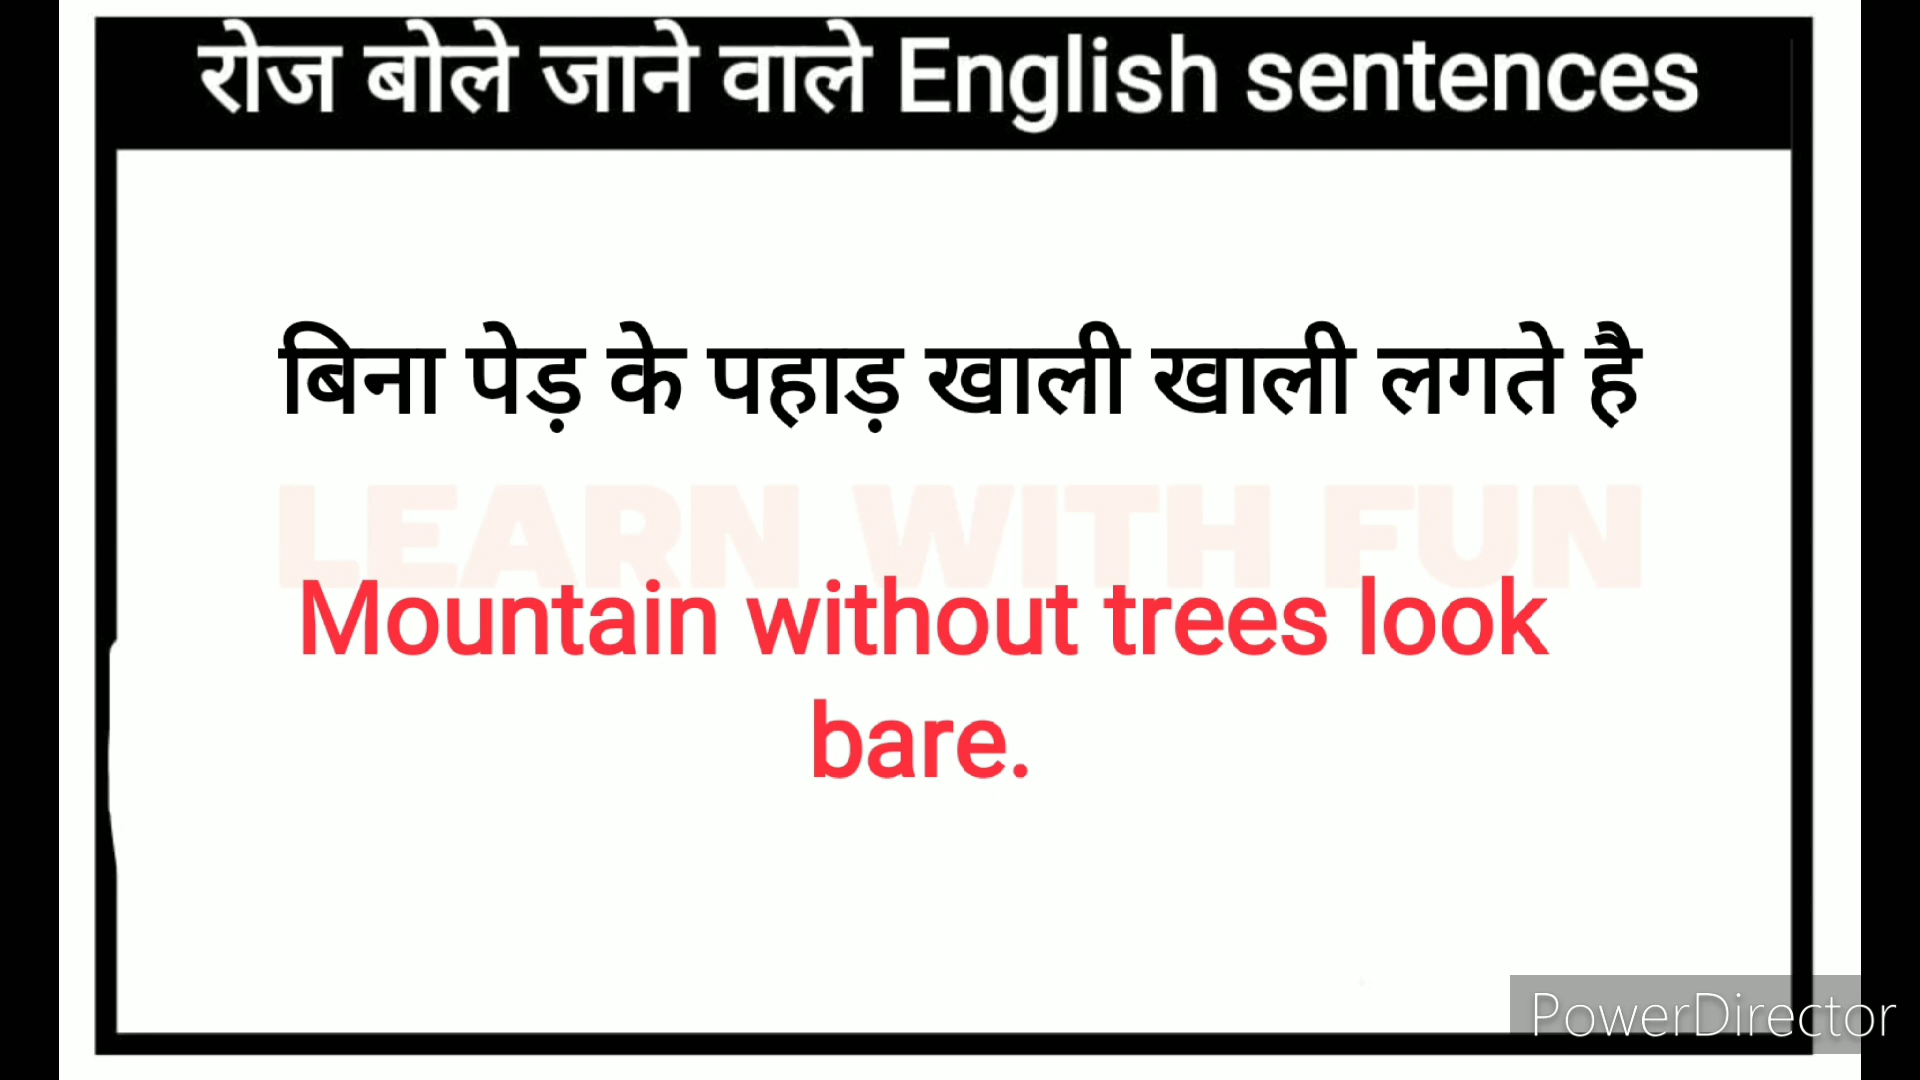 रोज बोले जाने वाले English sentences
बिना पेड़ के पहाड़ खाली खाली लगते है
LEARN WITH FUN
Mountain without trees look
bare.
PowerDirector